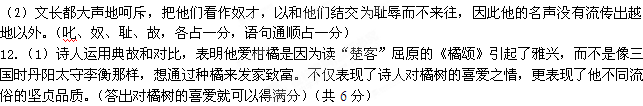 （2）文长都大声地呵斥，把他们看作奴才，以和他们结交为耻辱而不来往，因此他的名声没有流传出越
地以外。（叱、奴、耻、故，各占一分，语句通顺占一分）
12.（1）诗人运用典故和对比，表明他爱柑橘是因为读“楚客”屈原的《橘颂》引起了雅兴，而不是像三
国时丹阳太守李衡那样，想通过种橘来发家致富。不仅表现了诗人对橘树的喜爱之情，更表现了他不同流
俗的坚贞品质。（答出对橘树的喜爱就可以得满分）（共 6 分）